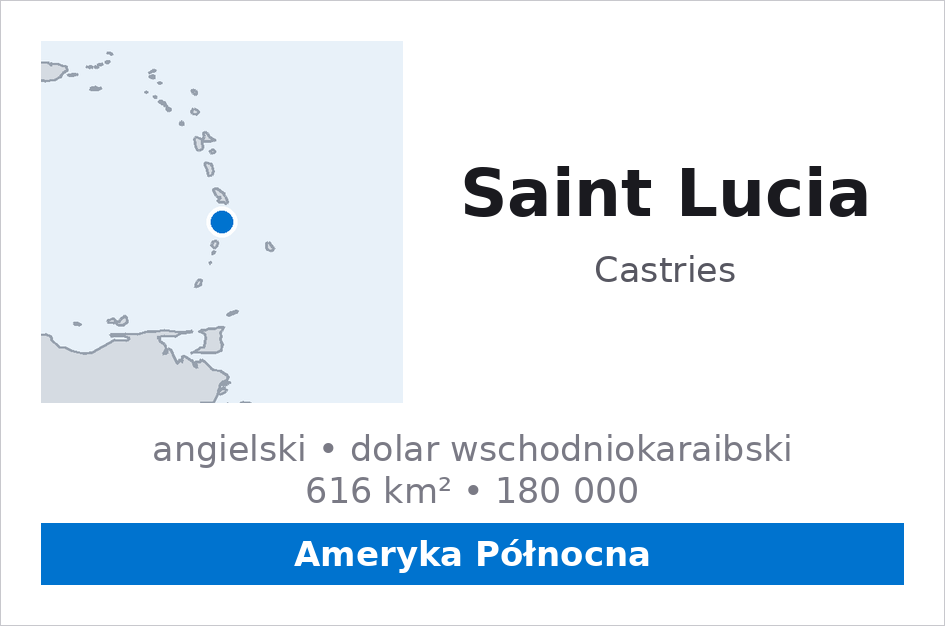 Saint Lucia
Castries
angielski • dolar wschodniokaraibski
616 km² • 180 000
Ameryka Północna